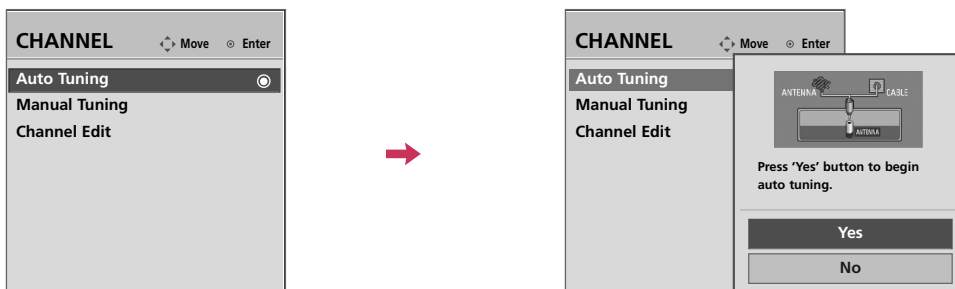 CHANNEL Move Enter
Auto Tuning
Manual Tuning
Channel Edit
CHANNEL Move Enter
Auto Tuning
Manual Tuning
Channel Edit
ANTENNA CABLE
ANTENNA
Press ‘Yes’ button to begin
auto tuning.
Yes
No